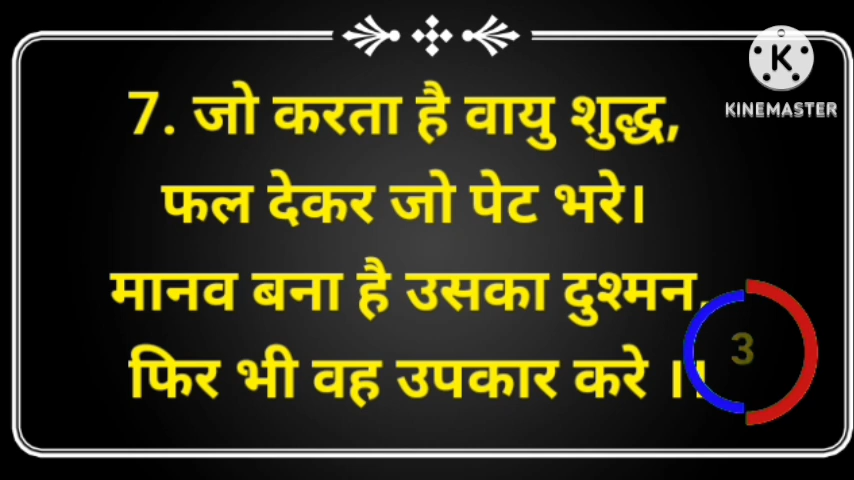 7. जो करता है वायु शुद्ध,
फल देकर जो पेट भरे।
मानव बना है उसका दुश्मन,
फिर भी वह उपकार करे ।।
K
KINEMASTER
3